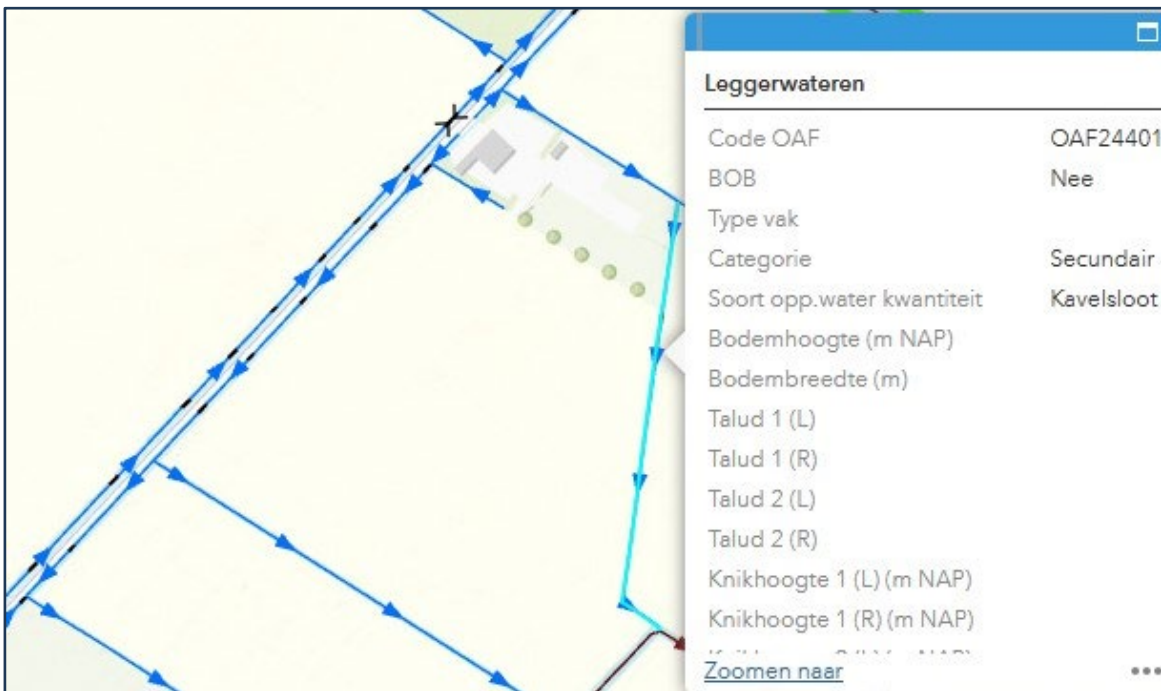 Leggerwateren
Code OAF OAF24401
BOB Nee
Type vak
Categorie Secundair
Soort opp.water kwantiteit Kavelsloot
Bodemhoogte (m NAP)
Bodembreedte (m)
Talud 1 (L)
Talud 1 (R)
Talud 2 (L)
Talud 2 (R)
Knikhoogte 1 (L) (m NAP)
Knikhoogte 1 (R) (m NAP)
Zoomen naar